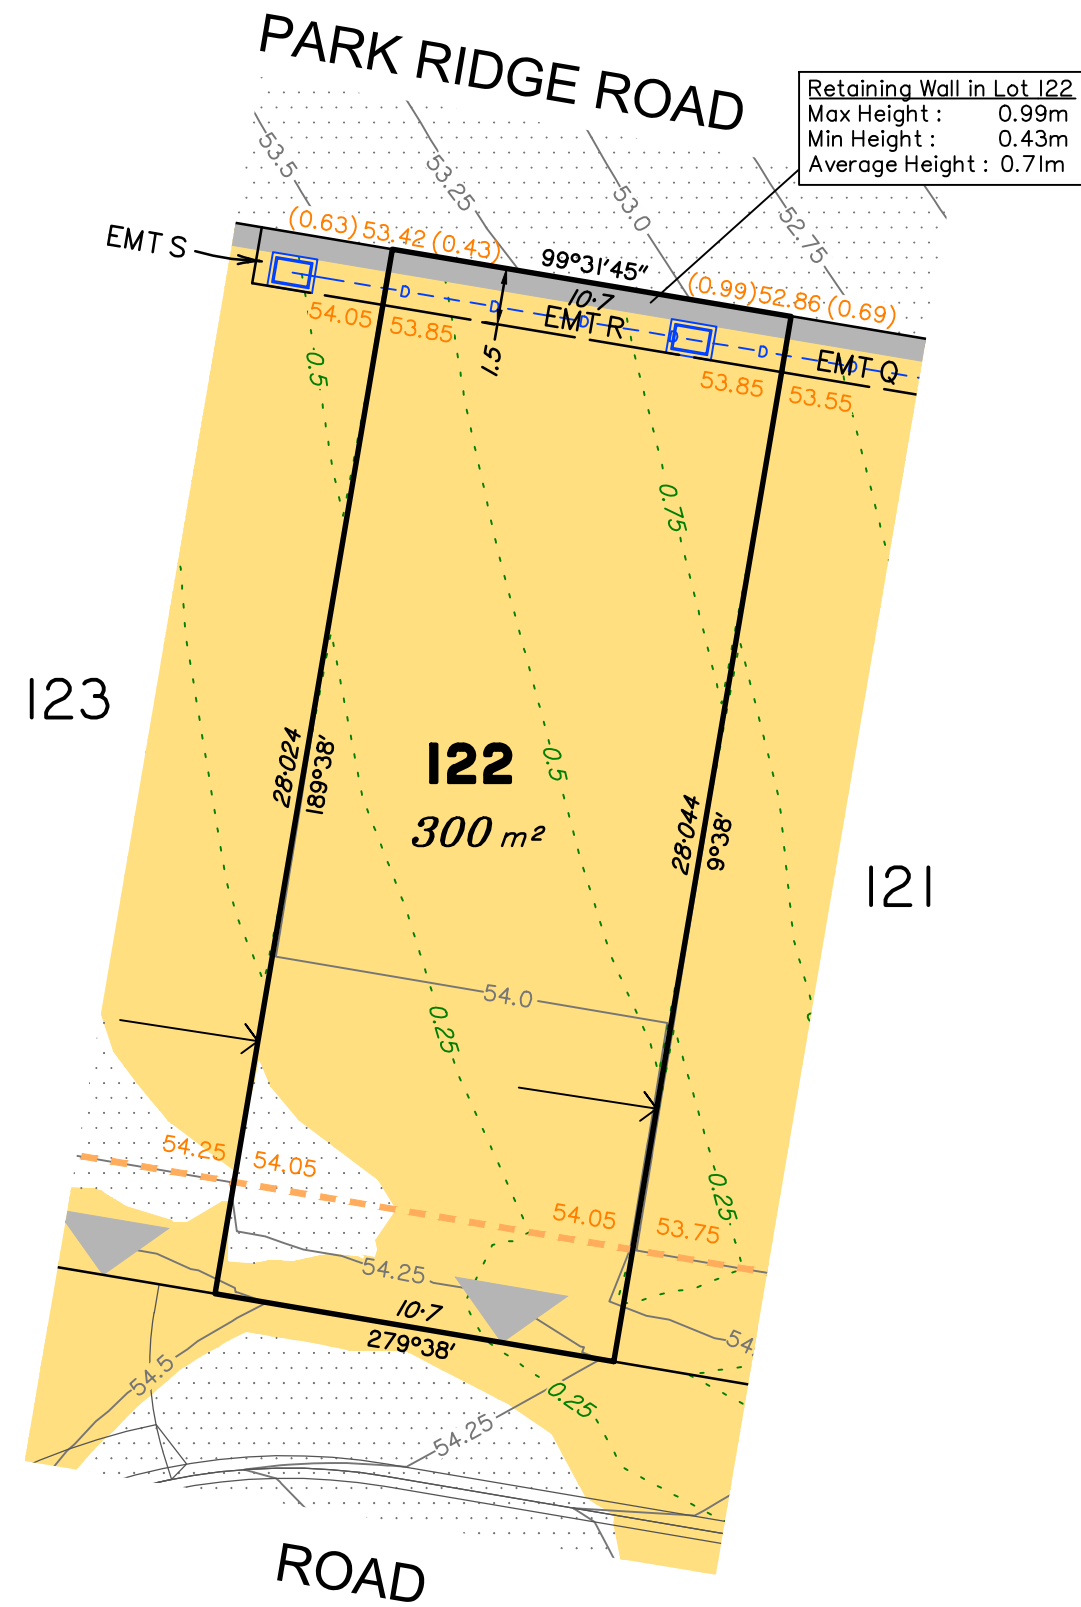 PARK RIDGE ROAD
Retaining Wall in Lot 122
Max Height : 0.99m
Min Height : 0.43m
Average Height : 0.71m
53.5
53.25
53.0
52.75
EMT S
(0.63) 53.42 (0.43)
99°31'45"
10·7
(0.99) 52.86 (0.69)
D
D
D
D
D
D
54.05
53.85
EMT R
EMT Q
1.5
53.85
53.55
0.5
0.75
123
122
300 m²
0.5
28·024
189°38'
28·044
9°38'
121
54.0
0.25
54.25
54.05
54.05
53.75
0.25
54.25
10·7
279°38'
54.
54.5
0.25
54.25
ROAD